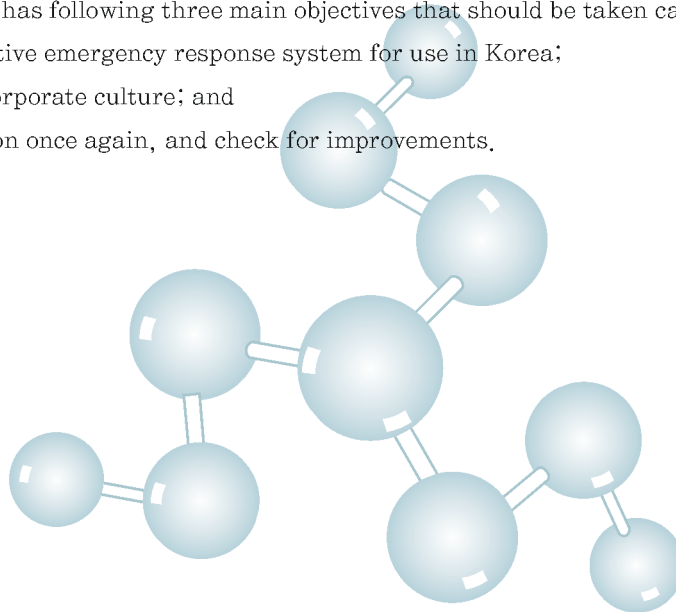 has following three main objectives that should be taken ca
tive emergency response system for use in Korea;
orporate culture; and
on once again, and check for improvements.